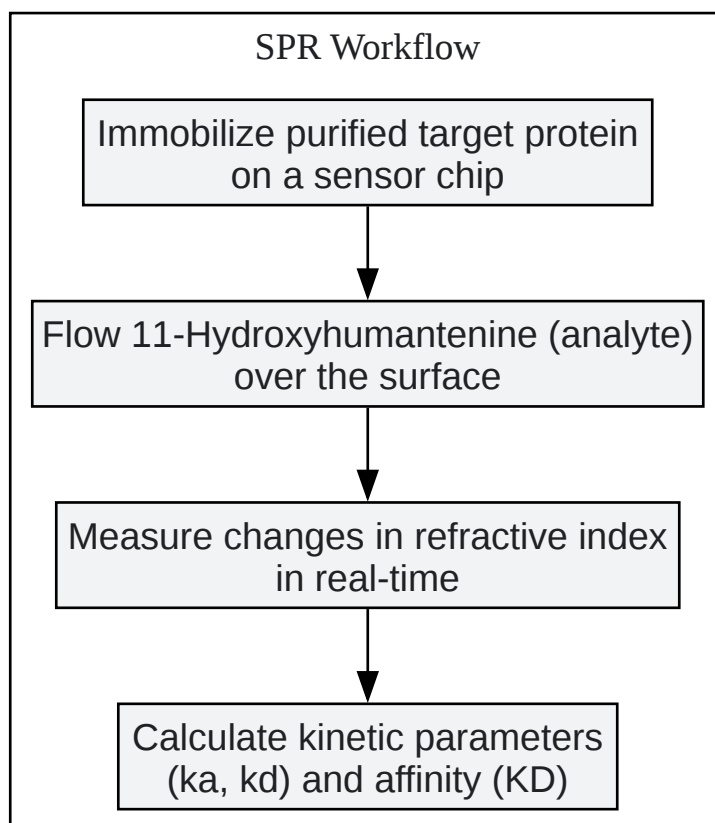 SPR Workflow
Immobilize purified target protein
on a sensor chip
Flow 11-Hydroxyhumantenine (analyte)
over the surface
Measure changes in refractive index
in real-time
Calculate kinetic parameters
(ka, kd) and affinity (KD)